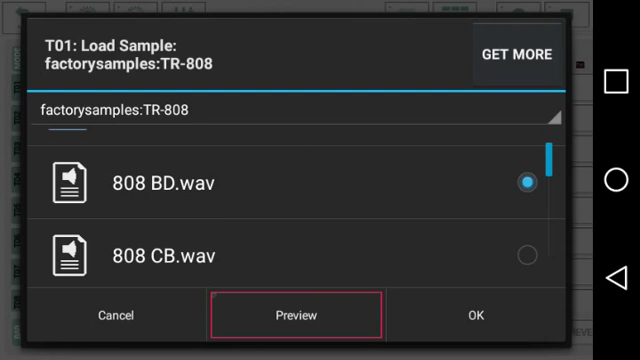 T01: Load Sample:
factorysamples:TR-808
GET MORE
factorysamples:TR-808
808 BD.wav
808 CB.wav
Cancel
Preview
OK